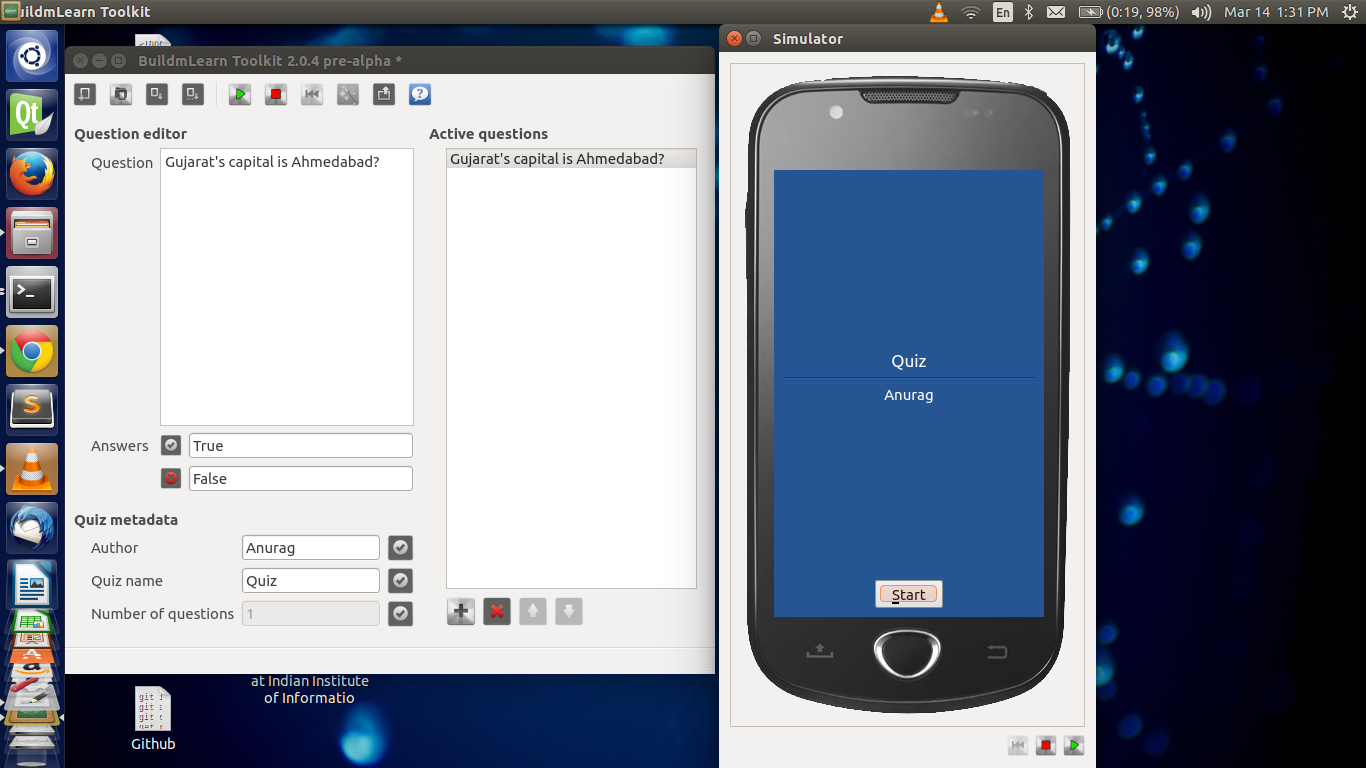 BuildmLearn Toolkit
En
(0:19, 98%)
Mar 14 1:31 PM
BuildmLearn Toolkit 2.0.4 pre-alpha *
Question editor
Question
Gujarat's capital is Ahmedabad?
Answers
True
False
Quiz metadata
Author
Anurag
Quiz name
Quiz
Number of questions
1
Active questions
Gujarat's capital is Ahmedabad?
Simulator
Quiz
Anurag
Start
at Indian Institute
of Informatio
git
git
git
Github
Qt
S